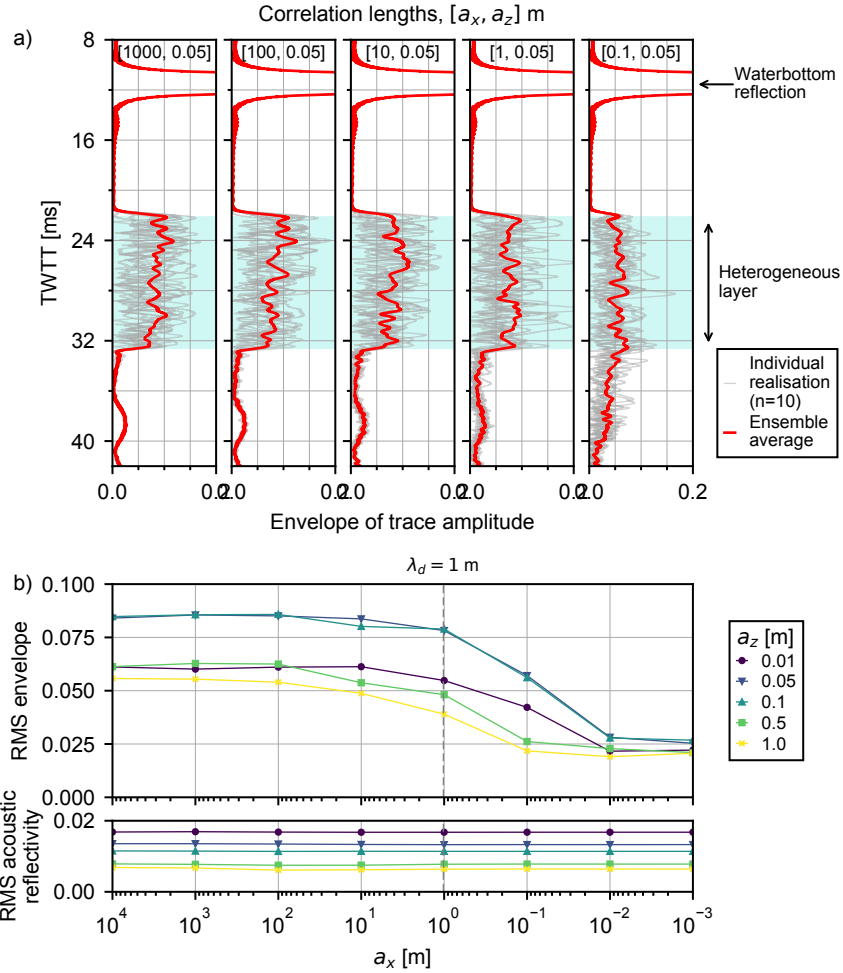 Correlation lengths, [a_x, a_z] m
a)
[1000, 0.05] [100, 0.05] [10, 0.05] [1, 0.05] [0.1, 0.05]
8
16
24
32
40
TWTT [ms]
Waterbottom
reflection
Heterogeneous
layer
Individual
realisation
(n=10)
Ensemble
average
0.0 0.2 0.0 0.2 0.0 0.2 0.0 0.2 0.0 0.2
Envelope of trace amplitude
b)
λ_d = 1 m
0.100
0.075
0.050
0.025
0.000
RMS envelope
a_z [m]
0.01
0.05
0.1
0.5
1.0
0.02
0.00
RMS acoustic
reflectivity
10^4 10^3 10^2 10^1 10^0 10^-1 10^-2 10^-3
a_x [m]